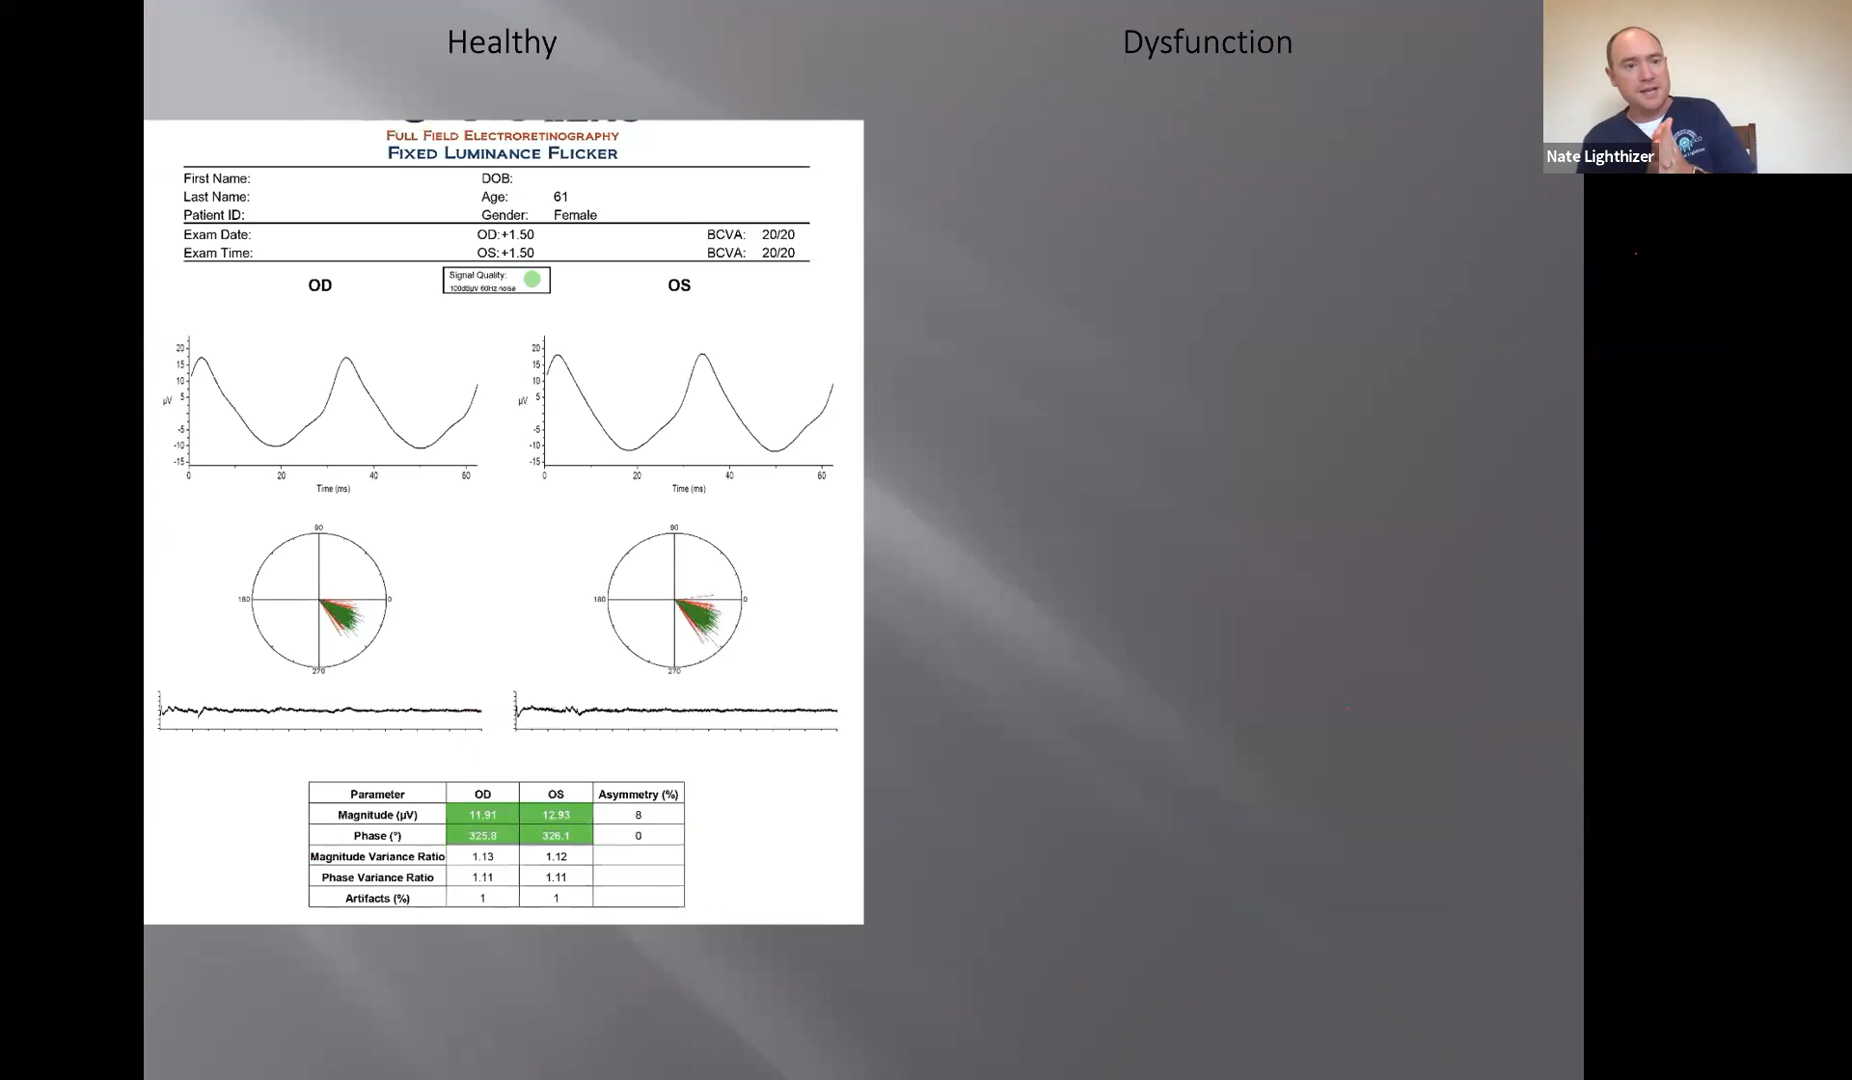 Healthy
Dysfunction
Nate Lighthizer
FULL FIELD ELECTRORETINOGRAPHY
FIXED LUMINANCE FLICKER
First Name: DOB:
Last Name: Age: 61
Patient ID: Gender: Female
Exam Date: OD:+1.50 BCVA: 20/20
Exam Time: OS:+1.50 BCVA: 20/20
OD
Signal Quality:
100dBµV 60Hz noise
OS
20
15
10
5
µV
-5
-10
-15
0 20 40 60
Time (ms)
20
15
10
5
µV
-5
-10
-15
0 20 40 60
Time (ms)
90
180 0
270
90
180 0
270
Parameter OD OS Asymmetry (%)
Magnitude (µV) 11.91 12.93 8
Phase (°) 325.8 326.1 0
Magnitude Variance Ratio 1.13 1.12
Phase Variance Ratio 1.11 1.11
Artifacts (%) 1 1